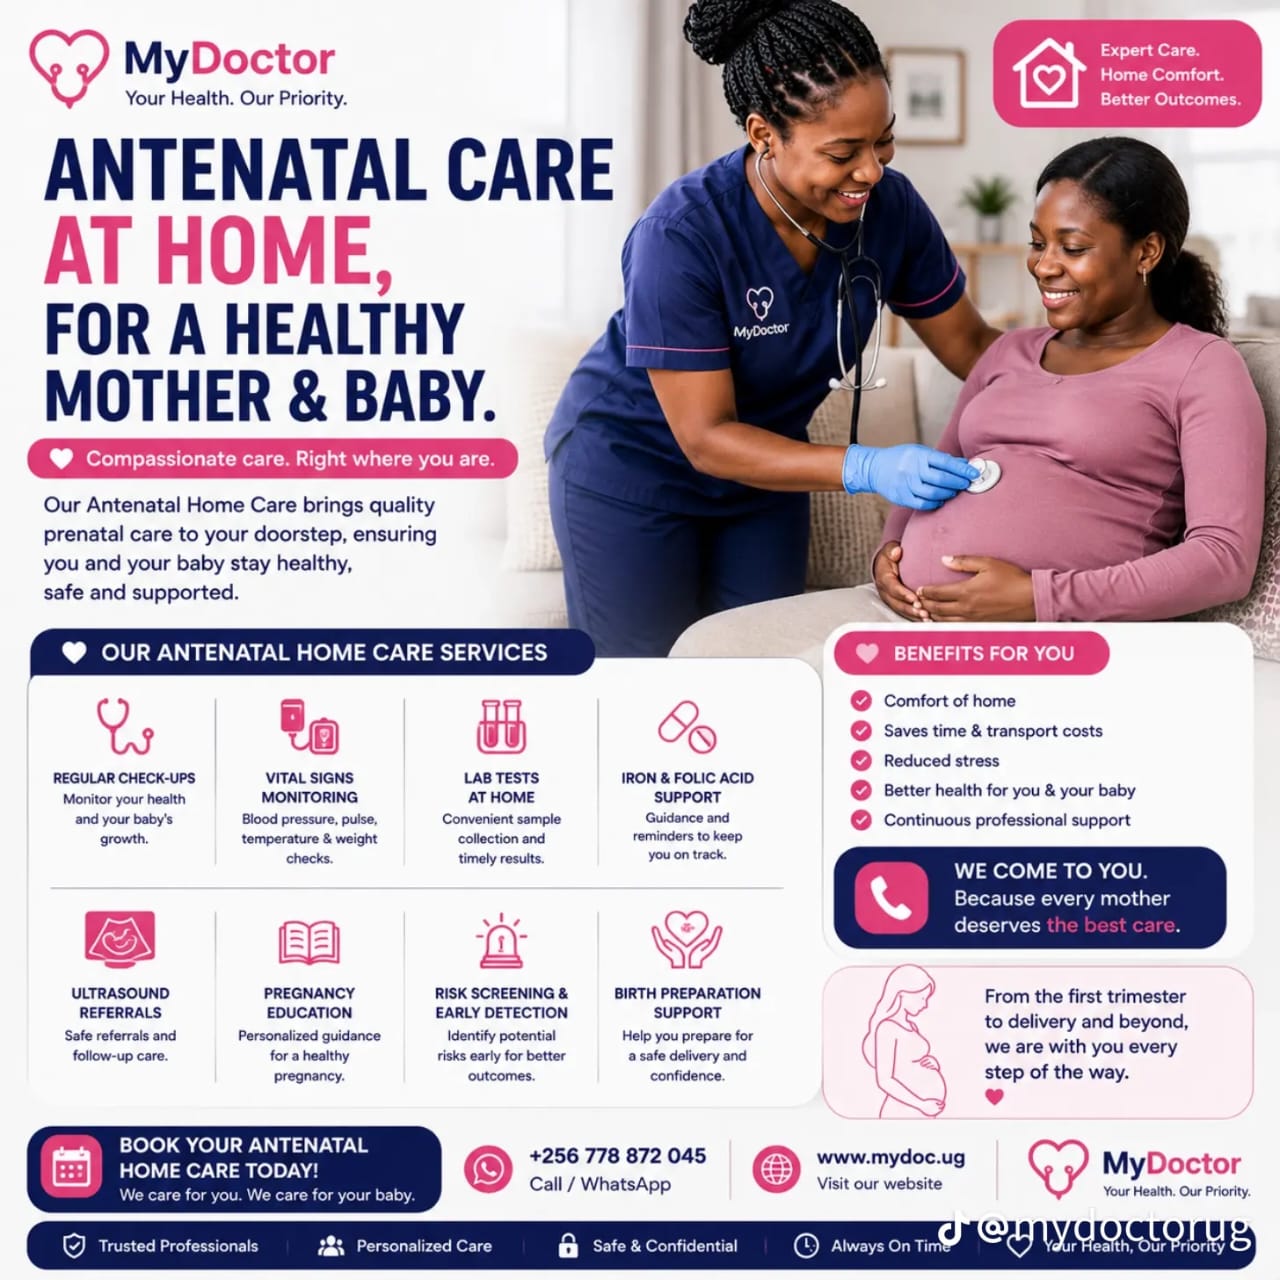 MyDoctor
Your Health. Our Priority.
Expert Care.
Home Comfort.
Better Outcomes.
ANTENATAL CARE
AT HOME,
FOR A HEALTHY
MOTHER & BABY.
Compassionate care. Right where you are.
Our Antenatal Home Care brings quality
prenatal care to your doorstep, ensuring
you and your baby stay healthy,
safe and supported.
MyDoctor
OUR ANTENATAL HOME CARE SERVICES
REGULAR CHECK-UPS
Monitor your health
and your baby's
growth.
VITAL SIGNS
MONITORING
Blood pressure, pulse,
temperature & weight
checks.
LAB TESTS
AT HOME
Convenient sample
collection and
timely results.
IRON & FOLIC ACID
SUPPORT
Guidance and
reminders to keep
you on track.
ULTRASOUND
REFERRALS
Safe referrals and
follow-up care.
PREGNANCY
EDUCATION
Personalized guidance
for a healthy
pregnancy.
RISK SCREENING &
EARLY DETECTION
Identify potential
risks early for better
outcomes.
BIRTH PREPARATION
SUPPORT
Help you prepare for
a safe delivery and
confidence.
BENEFITS FOR YOU
Comfort of home
Saves time & transport costs
Reduced stress
Better health for you & your baby
Continuous professional support
WE COME TO YOU.
Because every mother
deserves the best care.
From the first trimester
to delivery and beyond,
we are with you every
step of the way.
BOOK YOUR ANTENATAL
HOME CARE TODAY!
We care for you. We care for your baby.
+256 778 872 045
Call / WhatsApp
www.mydoc.ug
Visit our website
MyDoctor
Your Health. Our Priority.
Trusted Professionals
Personalized Care
Safe & Confidential
Always On Time
Your Health, Our Priority
@mydoctorug